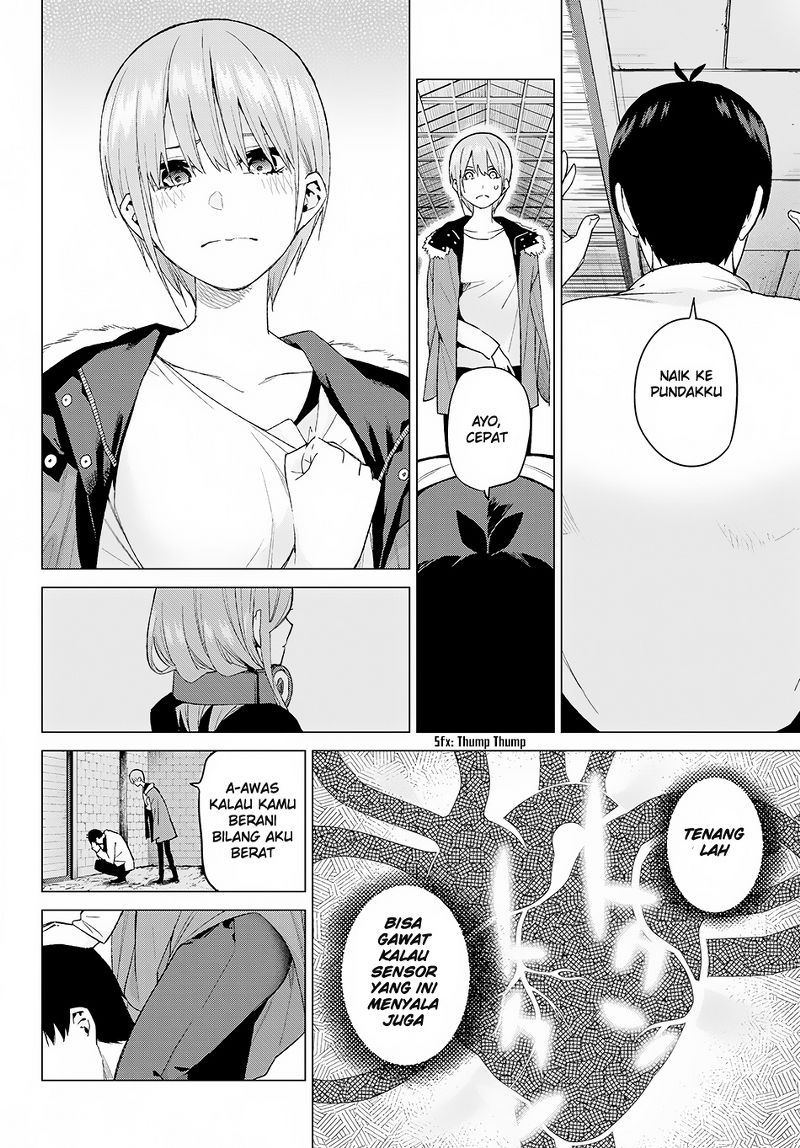 NAIK KE
PUNDAKKU
AYO,
CEPAT
Sfx: Thump Thump
TENANG
LAH
BISA
GAWAT
KALAU
SENSOR
YANG INI
MENYALA
JUGA
A-AWAS
KALAU KAMU
BERANI
BILANG AKU
BERAT